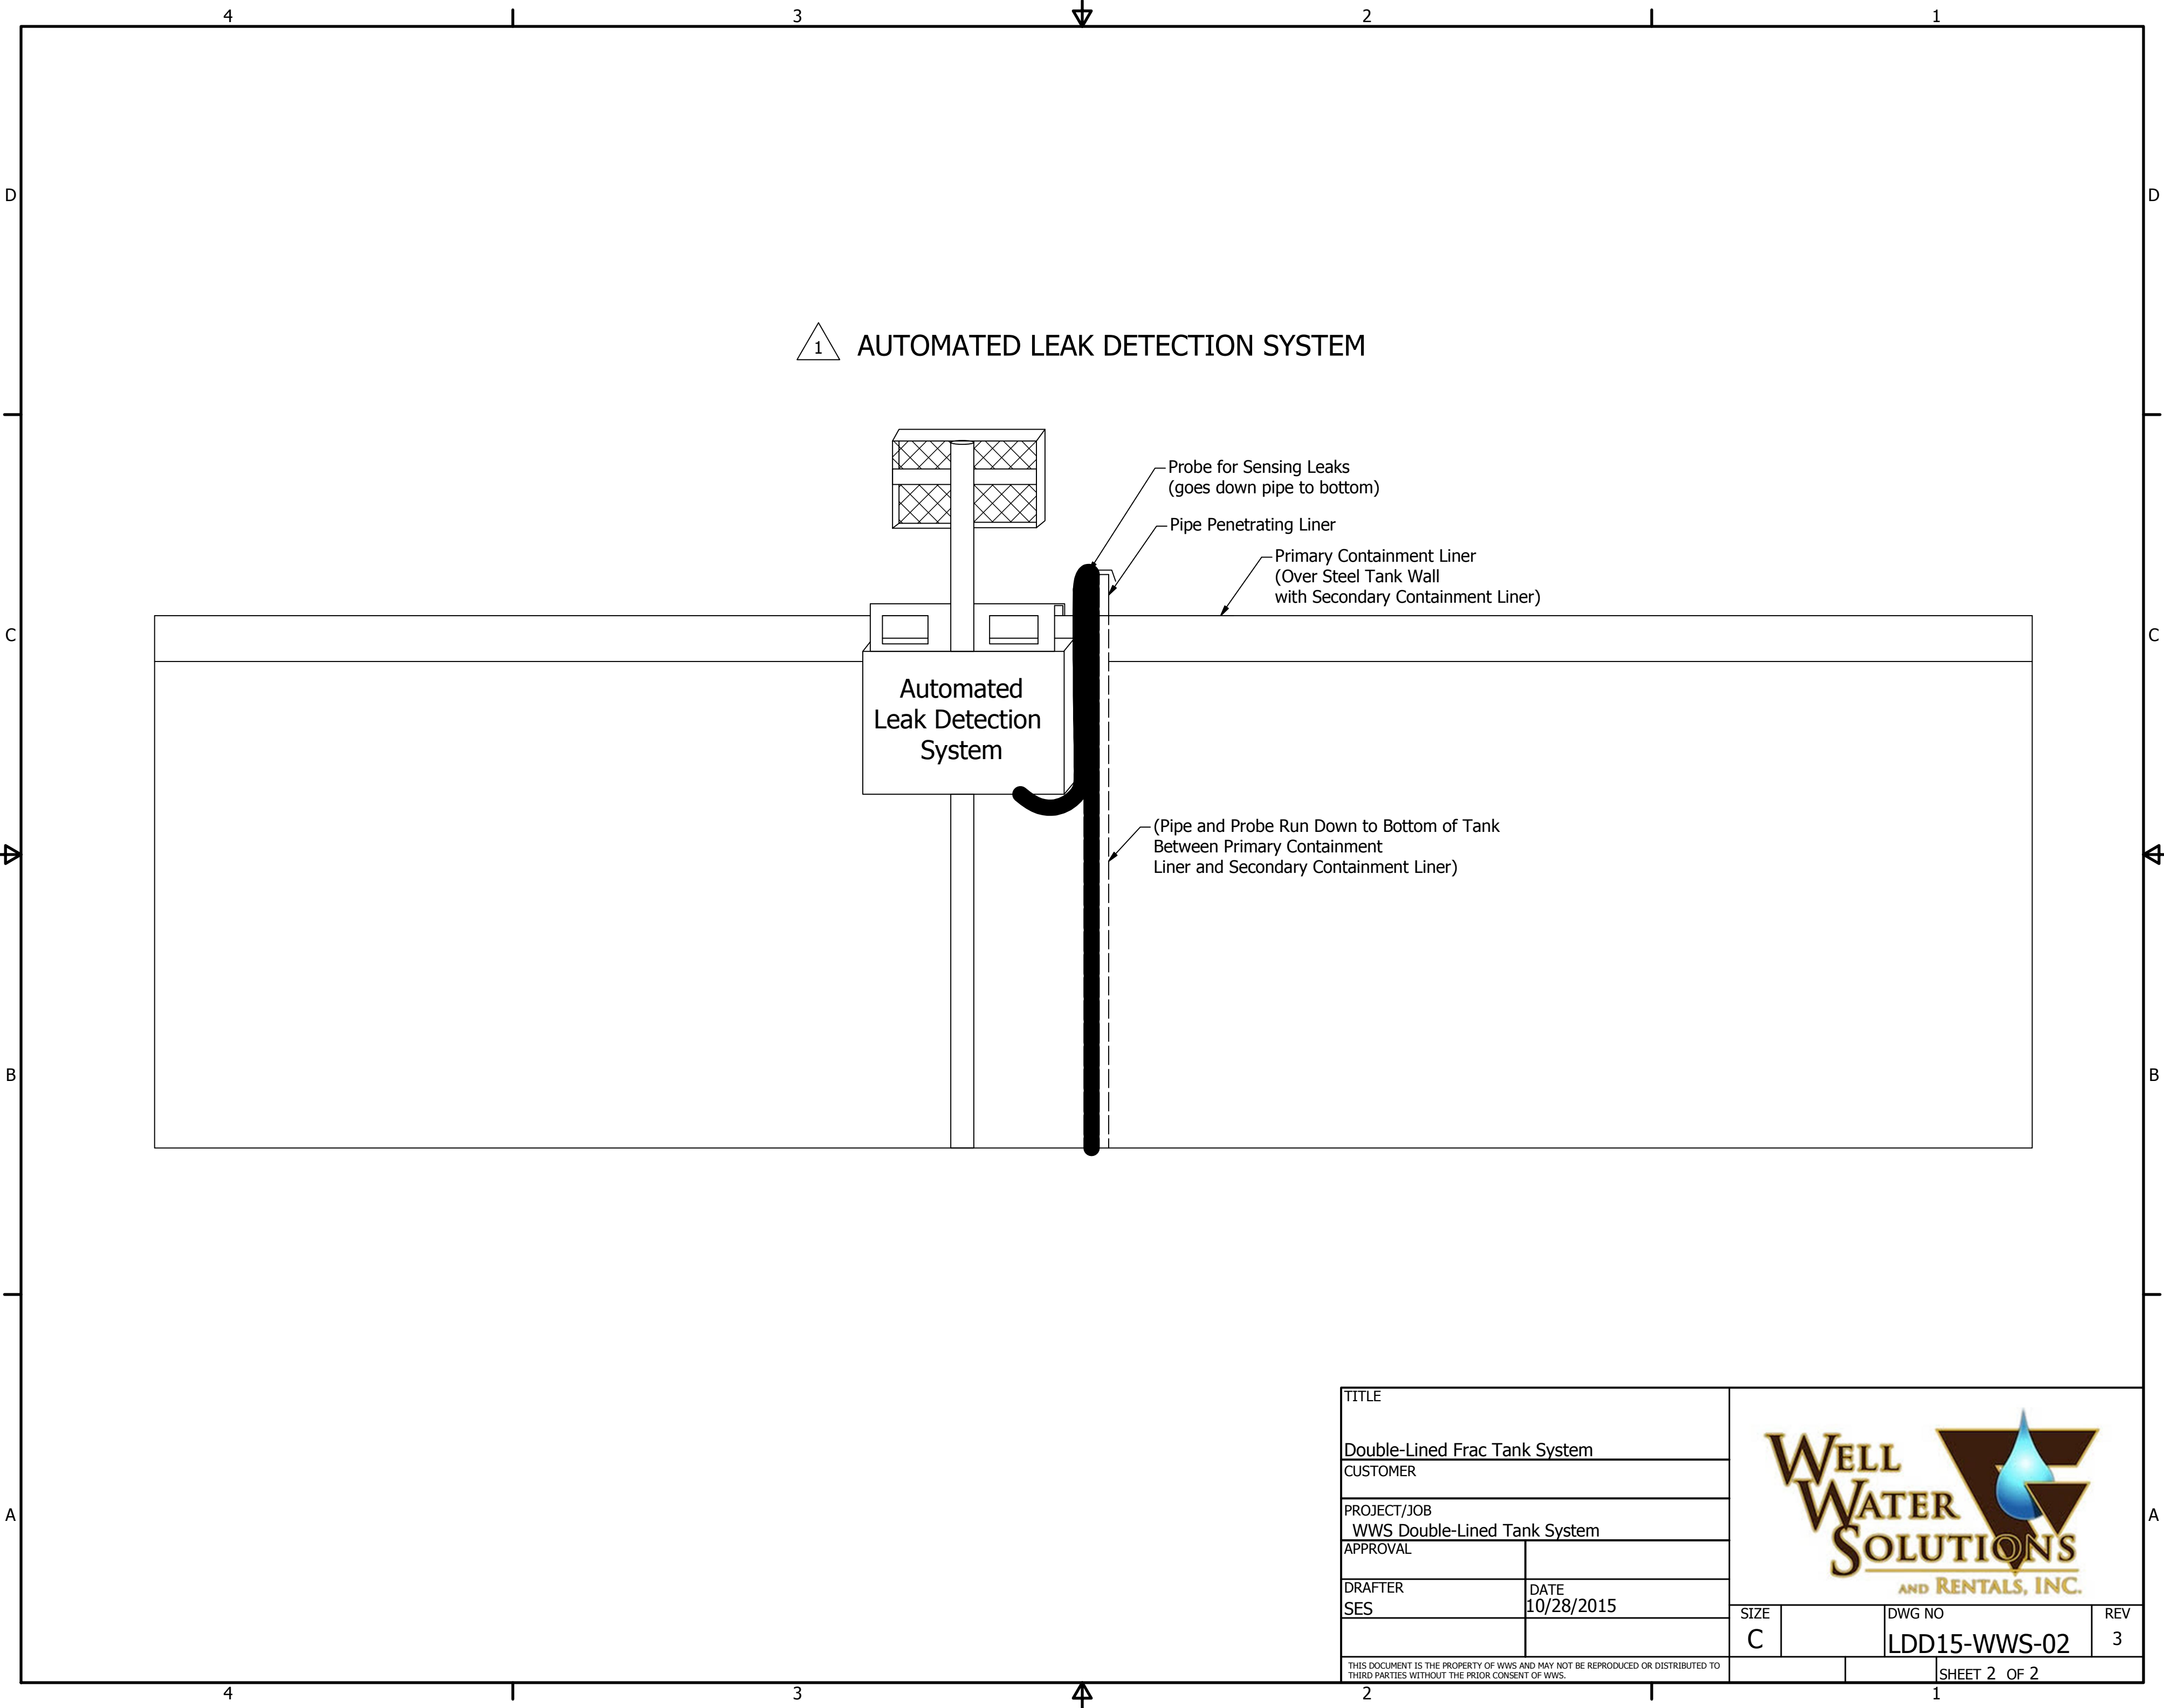 4 3 2 1
D D
1 AUTOMATED LEAK DETECTION SYSTEM
Probe for Sensing Leaks
(goes down pipe to bottom)
Pipe Penetrating Liner
Primary Containment Liner
(Over Steel Tank Wall
with Secondary Containment Liner)
C C
Automated
Leak Detection
System
(Pipe and Probe Run Down to Bottom of Tank
Between Primary Containment
Liner and Secondary Containment Liner)
B B
A A
TITLE
Double-Lined Frac Tank System
CUSTOMER
PROJECT/JOB
WWS Double-Lined Tank System
APPROVAL
DRAFTER
SES
DATE
10/28/2015
THIS DOCUMENT IS THE PROPERTY OF WWS AND MAY NOT BE REPRODUCED OR DISTRIBUTED TO
THIRD PARTIES WITHOUT THE PRIOR CONSENT OF WWS.
WELL
WATER
SOLUTIONS
AND RENTALS, INC.
SIZE
C
DWG NO
LDD15-WWS-02
REV
3
SHEET 2 OF 2
4 3 2 1